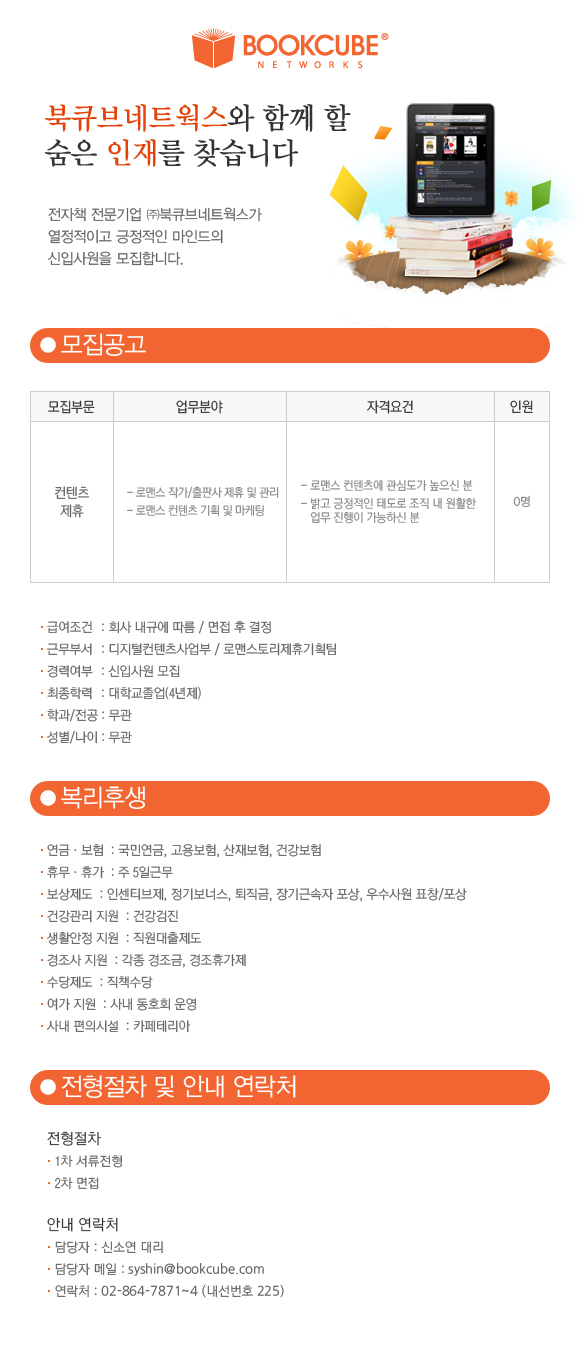 BOOKCUBE®
NETWORKS
북큐브네트웍스와 함께 할
숨은 인재를 찾습니다
전자책 전문기업 ㈜북큐브네트웍스가
열정적이고 긍정적인 마인드의
신입사원을 모집합니다.
● 모집공고
모집부문 업무분야 자격요건 인원
컨텐츠
제휴
- 로맨스 작가/출판사 제휴 및 관리
- 로맨스 컨텐츠 기획 및 마케팅
- 로맨스 컨텐츠에 관심도가 높으신 분
- 밝고 긍정적인 태도로 조직 내 원활한
업무 진행이 가능하신 분
0명
· 급여조건 : 회사 내규에 따름 / 면접 후 결정
· 근무부서 : 디지털컨텐츠사업부 / 로맨스토리제휴기획팀
· 경력여부 : 신입사원 모집
· 최종학력 : 대학교졸업(4년제)
· 학과/전공 : 무관
· 성별/나이 : 무관
● 복리후생
· 연금 · 보험 : 국민연금, 고용보험, 산재보험, 건강보험
· 휴무 · 휴가 : 주 5일근무
· 보상제도 : 인센티브제, 정기보너스, 퇴직금, 장기근속자 포상, 우수사원 표창/포상
· 건강관리 지원 : 건강검진
· 생활안정 지원 : 직원대출제도
· 경조사 지원 : 각종 경조금, 경조휴가제
· 수당제도 : 직책수당
· 여가 지원 : 사내 동호회 운영
· 사내 편의시설 : 카페테리아
● 전형절차 및 안내 연락처
전형절차
· 1차 서류전형
· 2차 면접
안내 연락처
· 담당자 : 신소연 대리
· 담당자 메일 : syshin@bookcube.com
· 연락처 : 02-864-7871~4 (내선번호 225)